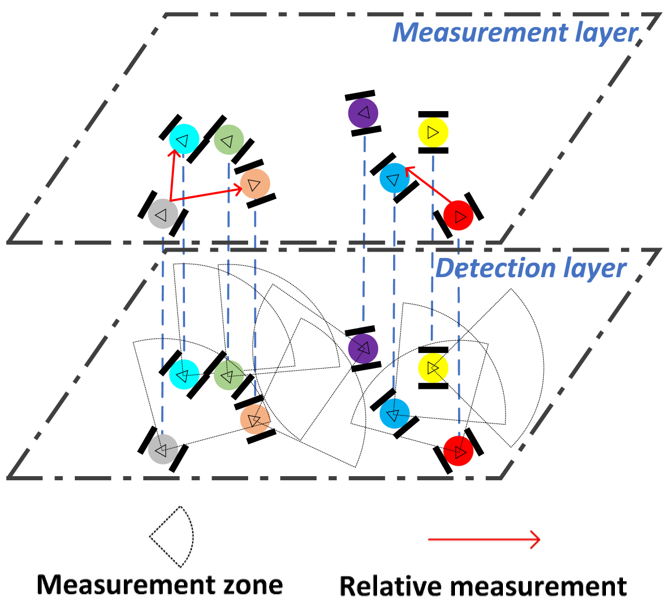 Measurement layer
Detection layer
Measurement zone
Relative measurement